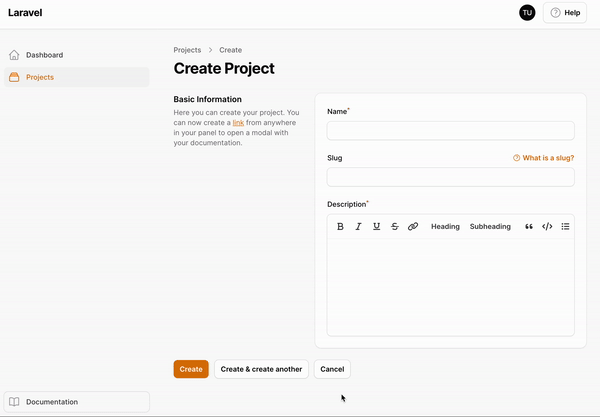 Laravel
TU
Help
Dashboard
Projects
Projects > Create
Create Project
Basic Information
Here you can create your project. You
can now create a link from anywhere
in your panel to open a modal with
your documentation.
Name*
Slug
What is a slug?
Description*
B I U S Heading Subheading
Create
Create & create another
Cancel
Documentation